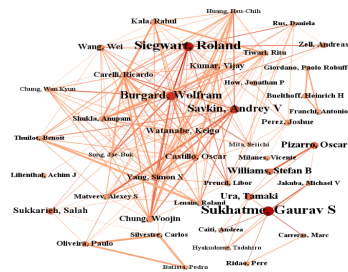 Huang, Hsu-Chih
Kala, Rahul
Rus, Daniela
Wang, Wei
Siegwart, Roland
Tiwari, Ritu
Zell, Andreas
Carelli, Ricardo
Kumar, Vijay
Giordano, Paolo Robuffo
Chung, Wan Kyun
How, Jonathan P
Burgard, Wolfram
Buelthoff, Heinrich H
Savkin, Andrey V
Franchi, Antonio
Shukla, Anupam
Perez, Joshue
Watanabe, Keigo
Thuilot, Benoit
Mita, Seiichi
Pizarro, Oscar
Song, Jae-Bok
Castillo, Oscar
Milanes, Vicente
Lilienthal, Achim J
Yang, Simon X
Williams, Stefan B
Preucil, Libor
Jakuba, Michael V
Matveev, Alexey S
Ura, Tamaki
Lenain, Roland
Sukkarieh, Salah
Sukhatme, Gaurav S
Chung, Woojin
Caiti, Andrea
Carreras, Marc
Silvestre, Carlos
Oliveira, Paulo
Hyakudome, Tadahiro
Ridao, Pere
Batista, Pedro